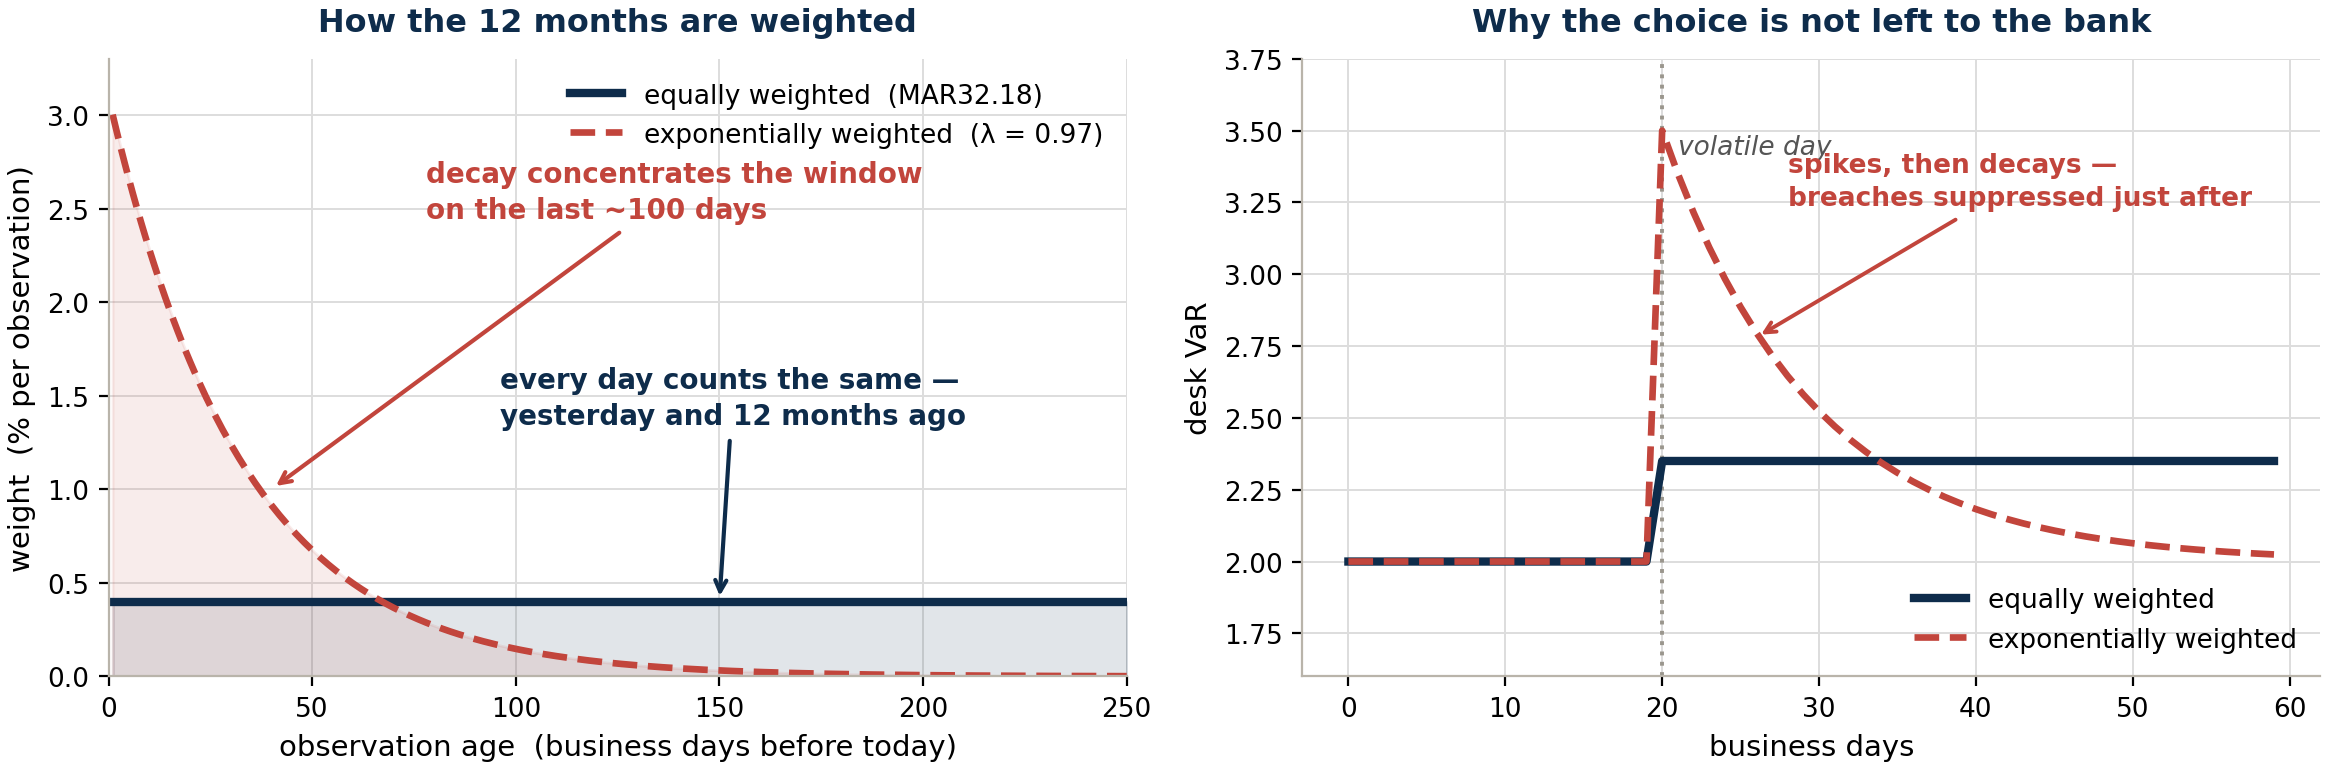 How the 12 months are weighted
equally weighted  (MAR32.18)
exponentially weighted  (λ = 0.97)
decay concentrates the window
on the last ~100 days
every day counts the same —
yesterday and 12 months ago
weight  (% per observation)
3.0
2.5
2.0
1.5
1.0
0.5
0.0
0 50 100 150 200 250
observation age  (business days before today)
Why the choice is not left to the bank
volatile day
spikes, then decays —
breaches suppressed just after
desk VaR
3.75
3.50
3.25
3.00
2.75
2.50
2.25
2.00
1.75
equally weighted
exponentially weighted
0 10 20 30 40 50 60
business days